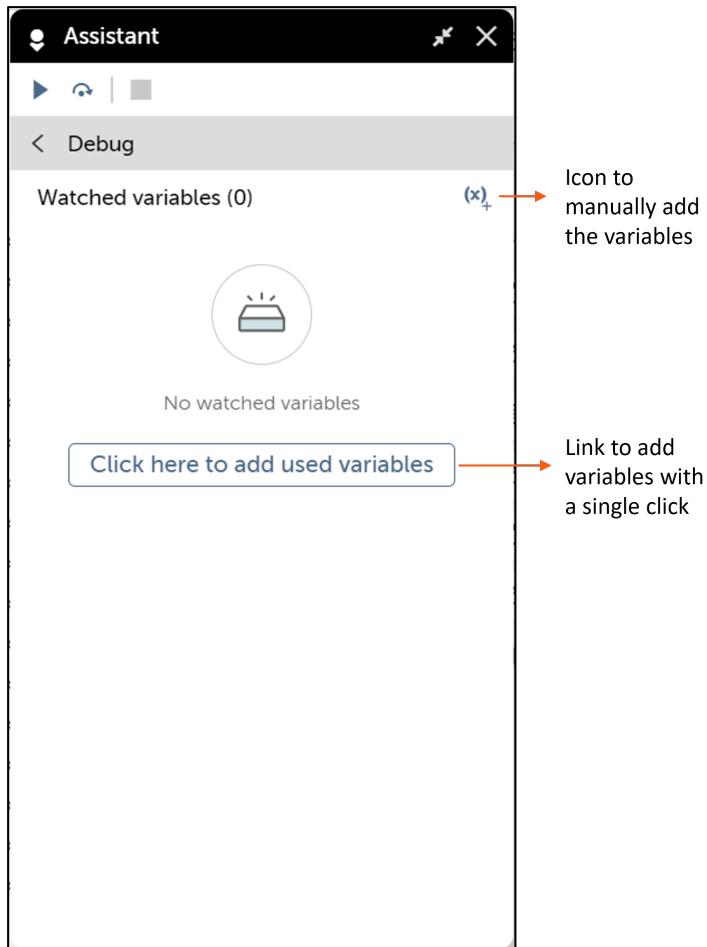 Assistant
Debug
Watched variables (0)
(x)+
Icon to
manually add
the variables
No watched variables
Click here to add used variables
Link to add
variables with
a single click